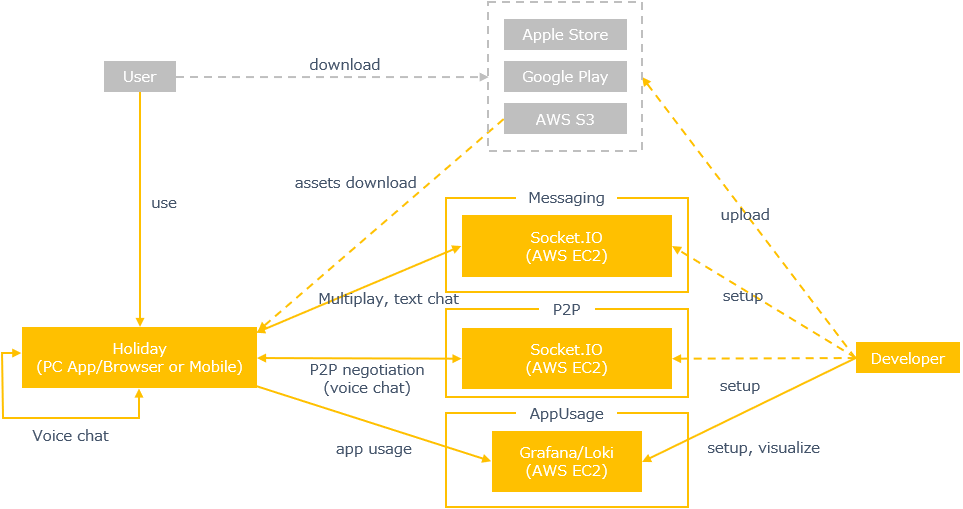 Apple Store
download
User
Google Play
AWS S3
assets download
use
Messaging
upload
Socket.IO
(AWS EC2)
Multiplay, text chat
setup
P2P
Holiday
(PC App/Browser or Mobile)
Socket.IO
(AWS EC2)
Developer
P2P negotiation
(voice chat)
setup
AppUsage
Voice chat
app usage
Grafana/Loki
(AWS EC2)
setup, visualize